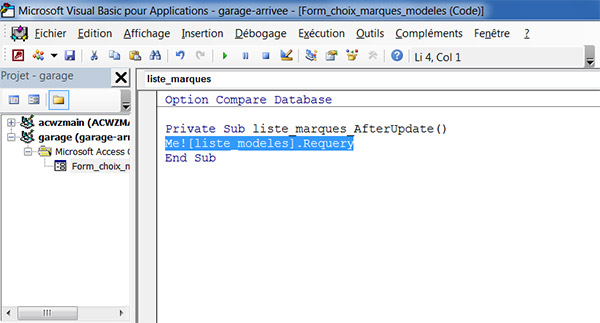 Microsoft Visual Basic pour Applications - garage-arrivee - [Form_choix_marques_modeles (Code)]
Fichier Edition Affichage Insertion Débogage Exécution Outils Compléments Fenêtre ?
Li 4, Col 1
Projet - garage
liste_marques
acwzmain (ACWZMA
garage (garage-arr
Microsoft Access C
Form_choix_m
Option Compare Database
Private Sub liste_marques_AfterUpdate()
Me![liste_modeles].Requery
End Sub